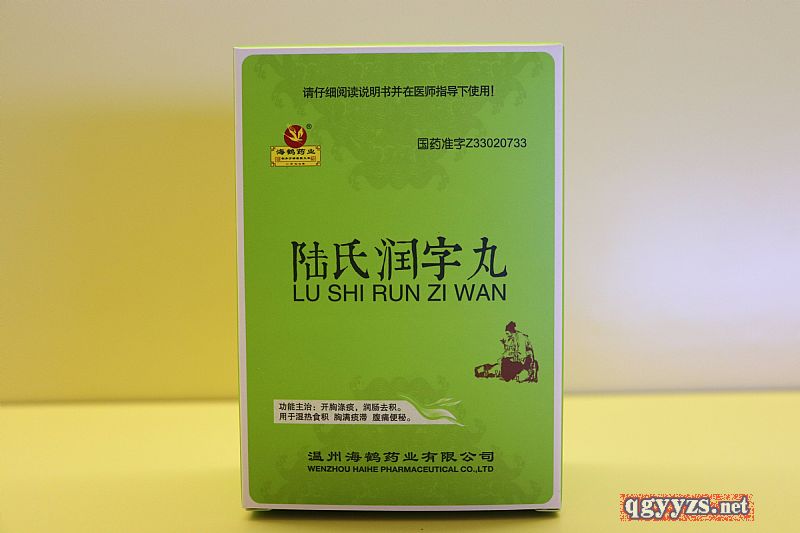 请仔细阅读说明书并在医师指导下使用！
®
海鹤药业
国药准字Z33020733
陆氏润字丸
LU SHI RUN ZI WAN
功能主治：开胸涤痰，润肠去积。
用于湿热食积 胸满痰滞 腹痛便秘。
温州海鹤药业有限公司
WENZHOU HAIHE PHARMACEUTICAL CO.,LTD
qgyyzs.net